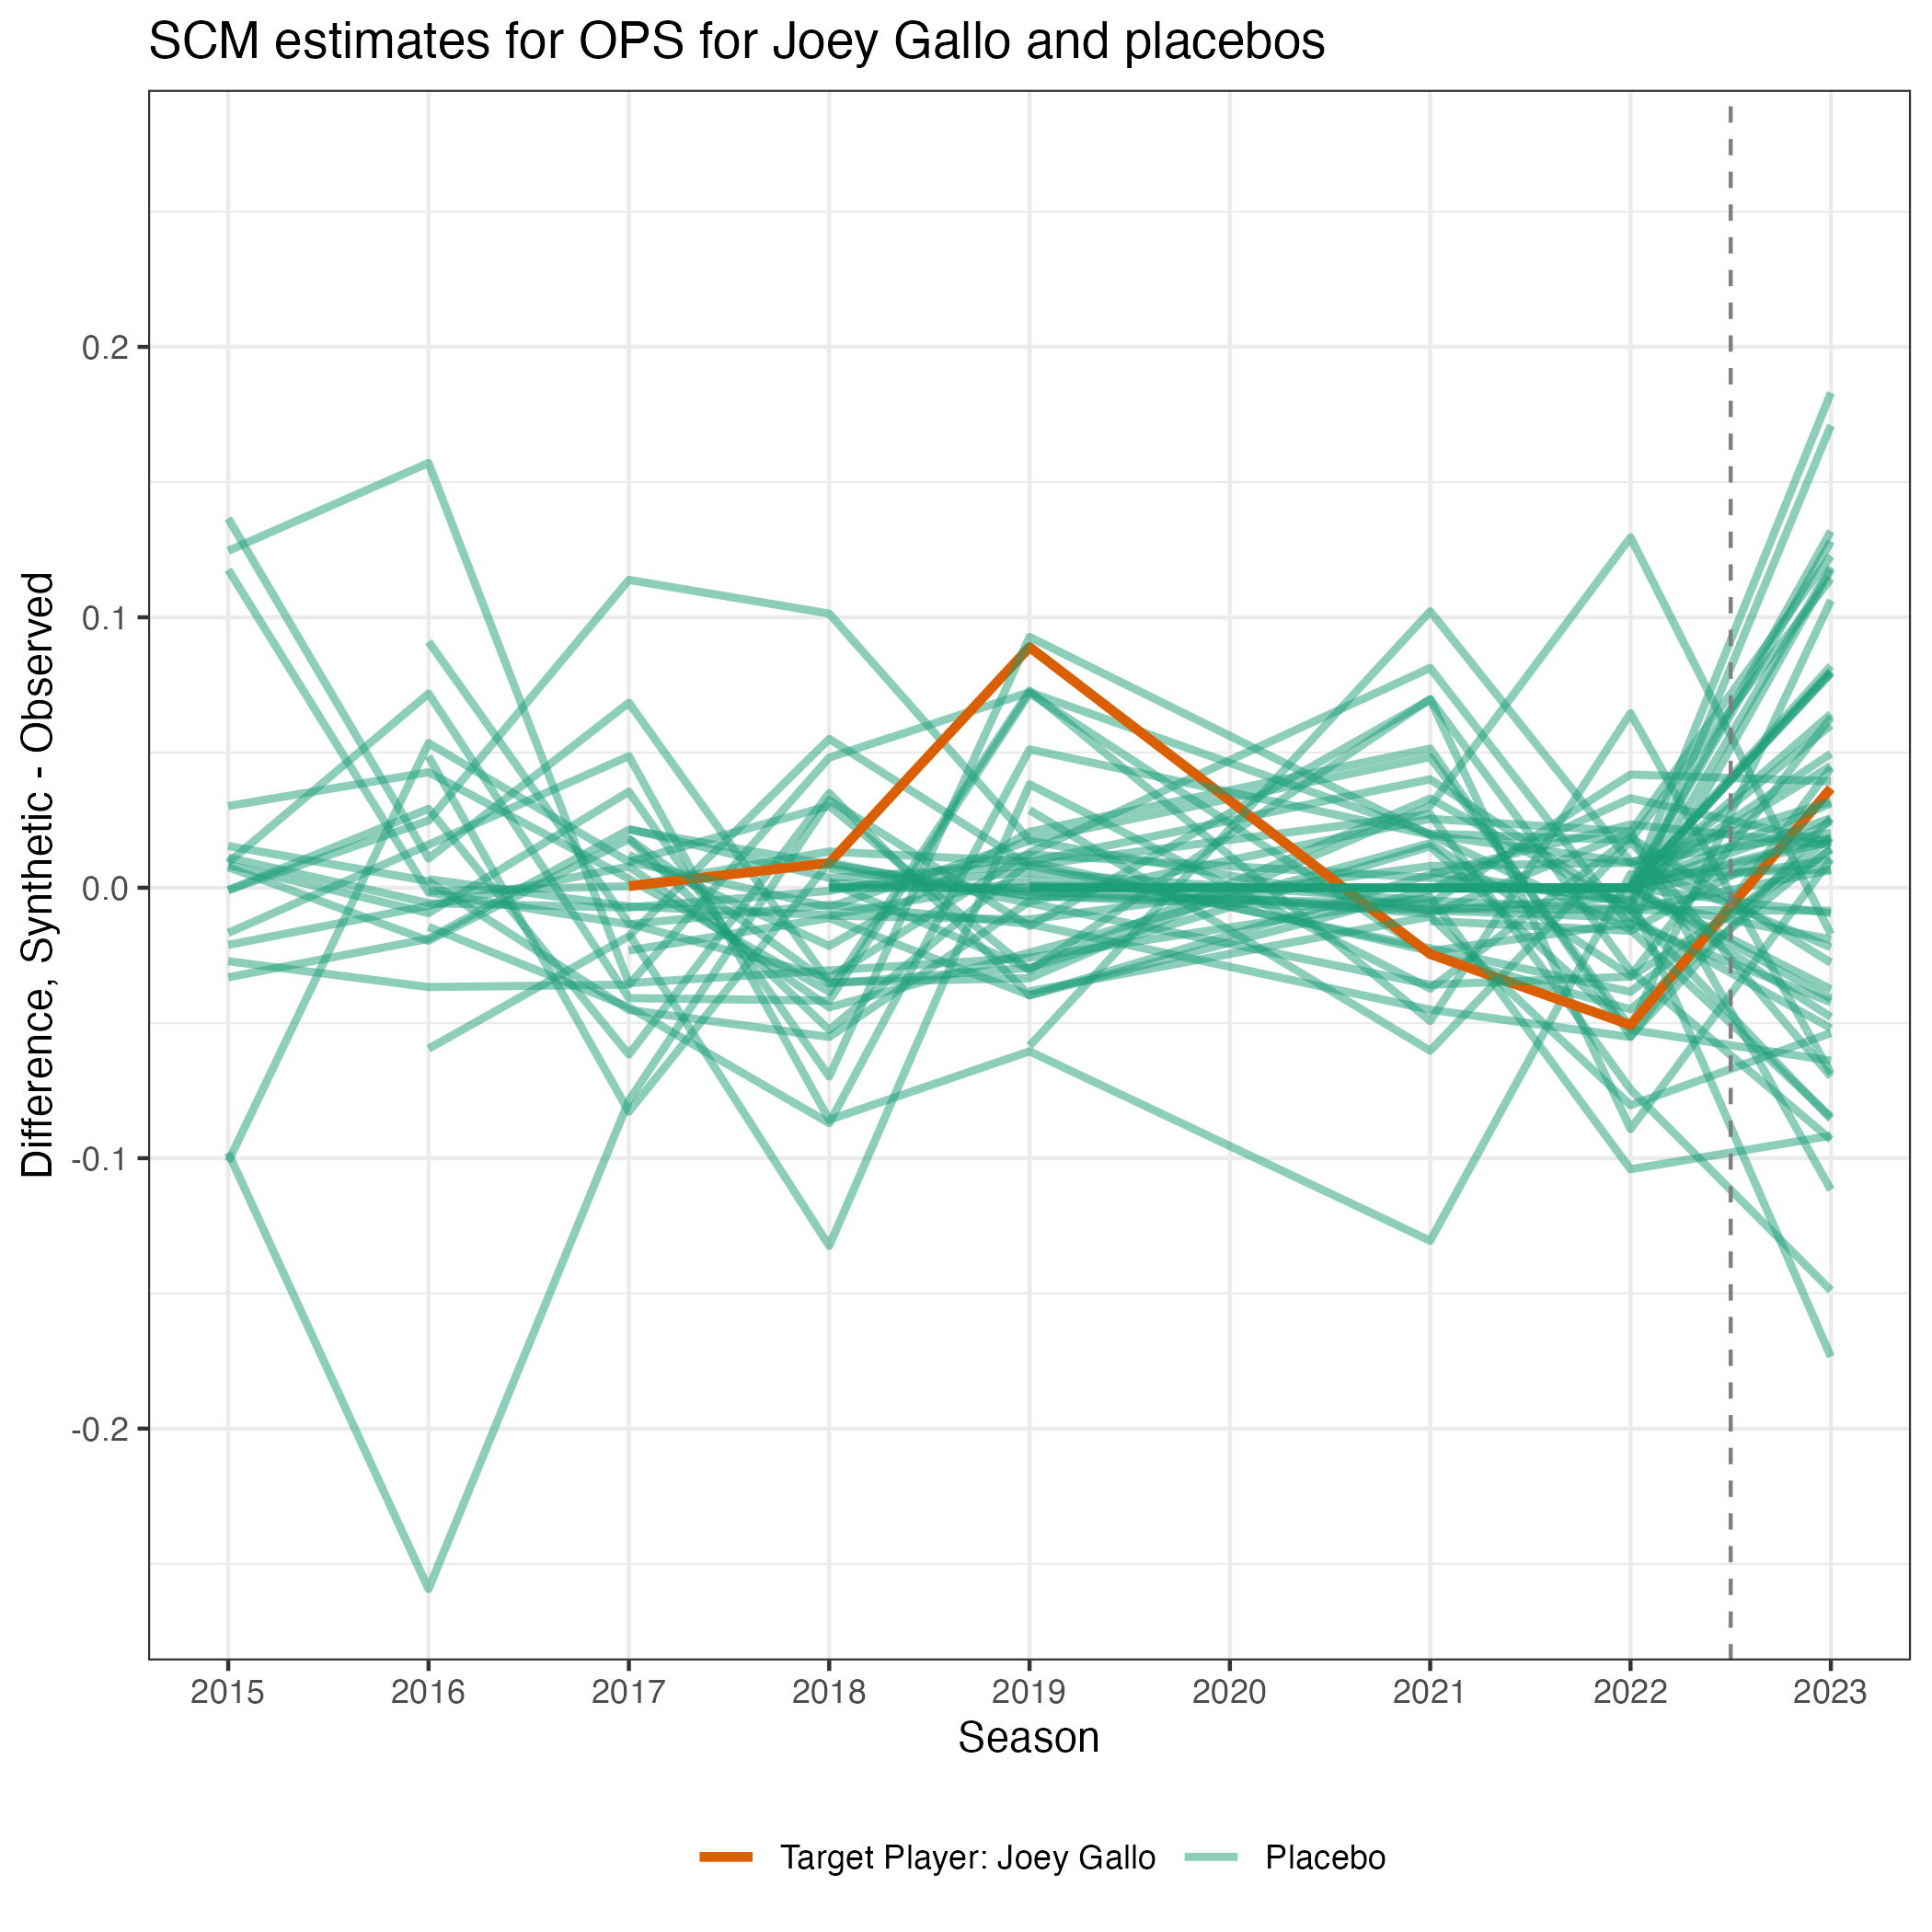 SCM estimates for OPS for Joey Gallo and placebos
Difference, Synthetic - Observed
0.2
0.1
0.0
-0.1
-0.2
2015 2016 2017 2018 2019 2020 2021 2022 2023
Season
Target Player: Joey Gallo Placebo